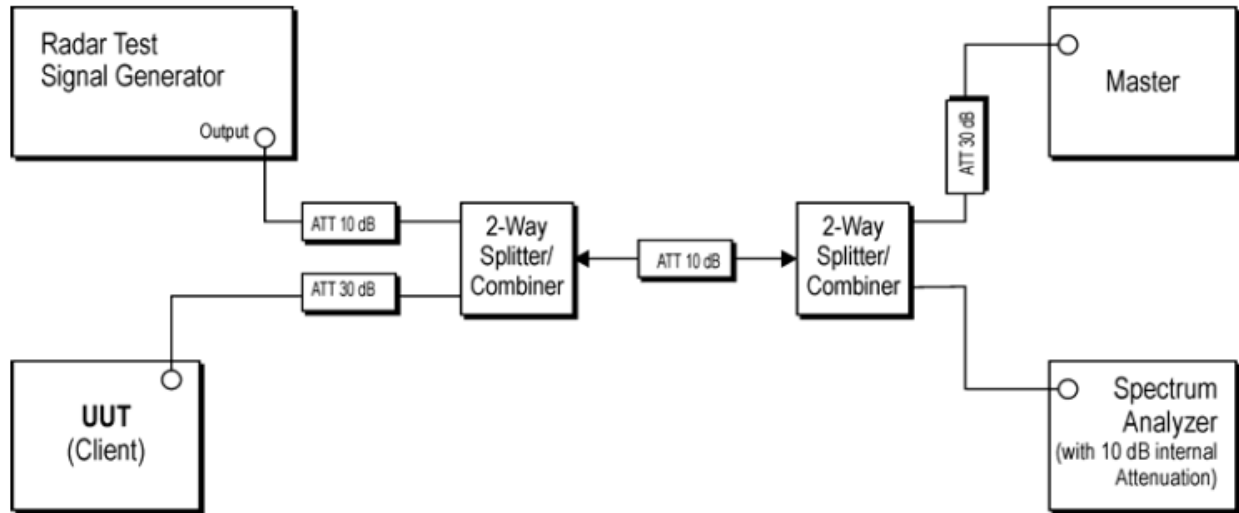 Radar Test
Signal Generator
Output
Master
ATT 30 dB
ATT 10 dB
2-Way
Splitter/
Combiner
ATT 10 dB
2-Way
Splitter/
Combiner
ATT 30 dB
UUT
(Client)
Spectrum
Analyzer
(with 10 dB internal
Attenuation)